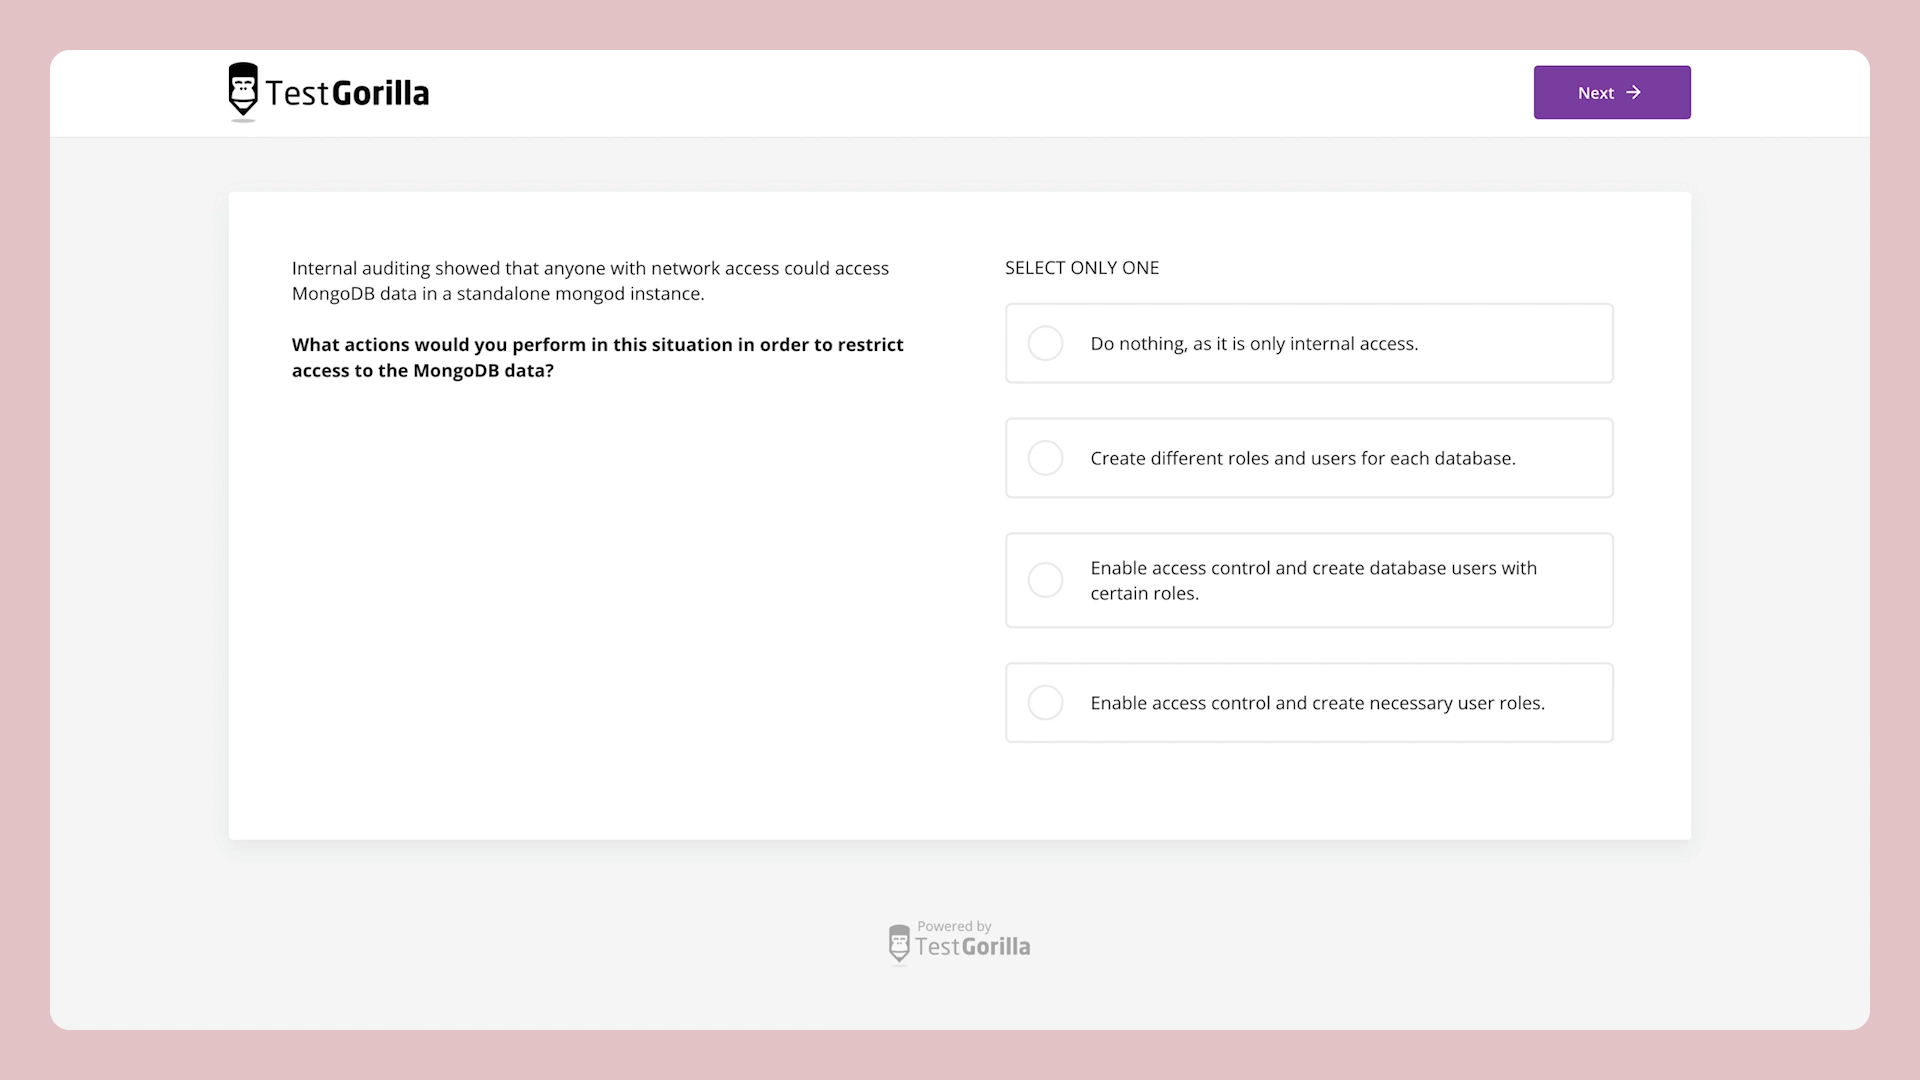 TestGorilla
Next
Internal auditing showed that anyone with network access could access
MongoDB data in a standalone mongod instance.
What actions would you perform in this situation in order to restrict
access to the MongoDB data?
SELECT ONLY ONE
Do nothing, as it is only internal access.
Create different roles and users for each database.
Enable access control and create database users with
certain roles.
Enable access control and create necessary user roles.
Powered by
TestGorilla